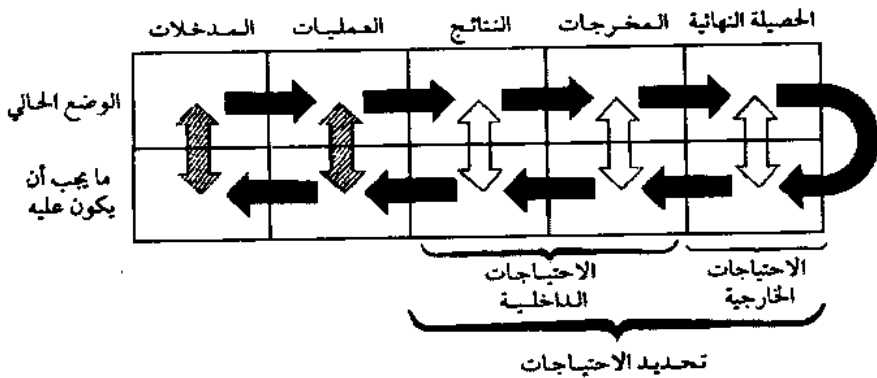 الحصيلة النهائية
المخرجات
النتائج
العمليات
المدخلات
الوضع الحالي
ما يجب أن
يكون عليه
الاحتياجات
الخارجية
الاحتياجات
الداخلية
تحديد الاحتياجات